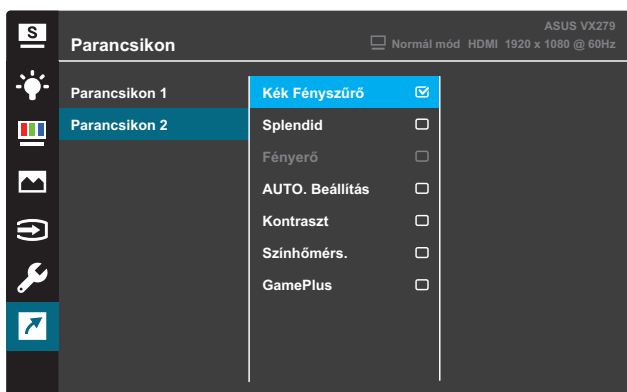 S
ASUS VX279
Parancsikon
Normál mód HDMI 1920 x 1080 @ 60Hz
Parancsikon 1
Parancsikon 2
Kék Fényszűrő
Splendid
Fényerő
AUTO. Beállítás
Kontraszt
Színhőmérs.
GamePlus